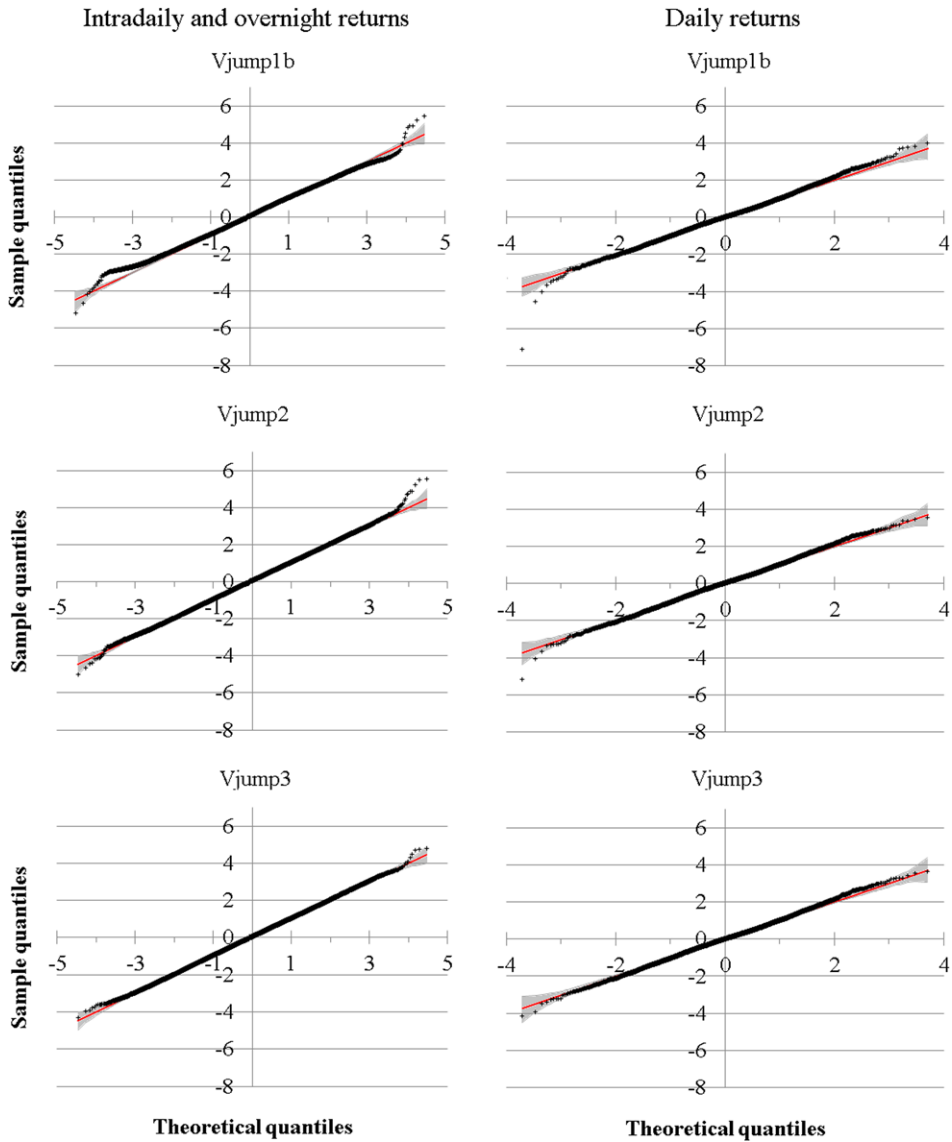 Intradaily and overnight returns
Daily returns
Vjump1b
Vjump1b
Sample quantiles
6
4
2
0
-2
-4
-6
-8
-5 -3 -1 1 3 5
6
4
2
0
-2
-4
-6
-8
-4 -2 0 2 4
Vjump2
Vjump2
Sample quantiles
6
4
2
0
-2
-4
-6
-8
-5 -3 -1 1 3 5
6
4
2
0
-2
-4
-6
-8
-4 -2 0 2 4
Vjump3
Vjump3
Sample quantiles
6
4
2
0
-2
-4
-6
-8
-5 -3 -1 1 3 5
6
4
2
0
-2
-4
-6
-8
-4 -2 0 2 4
Theoretical quantiles
Theoretical quantiles